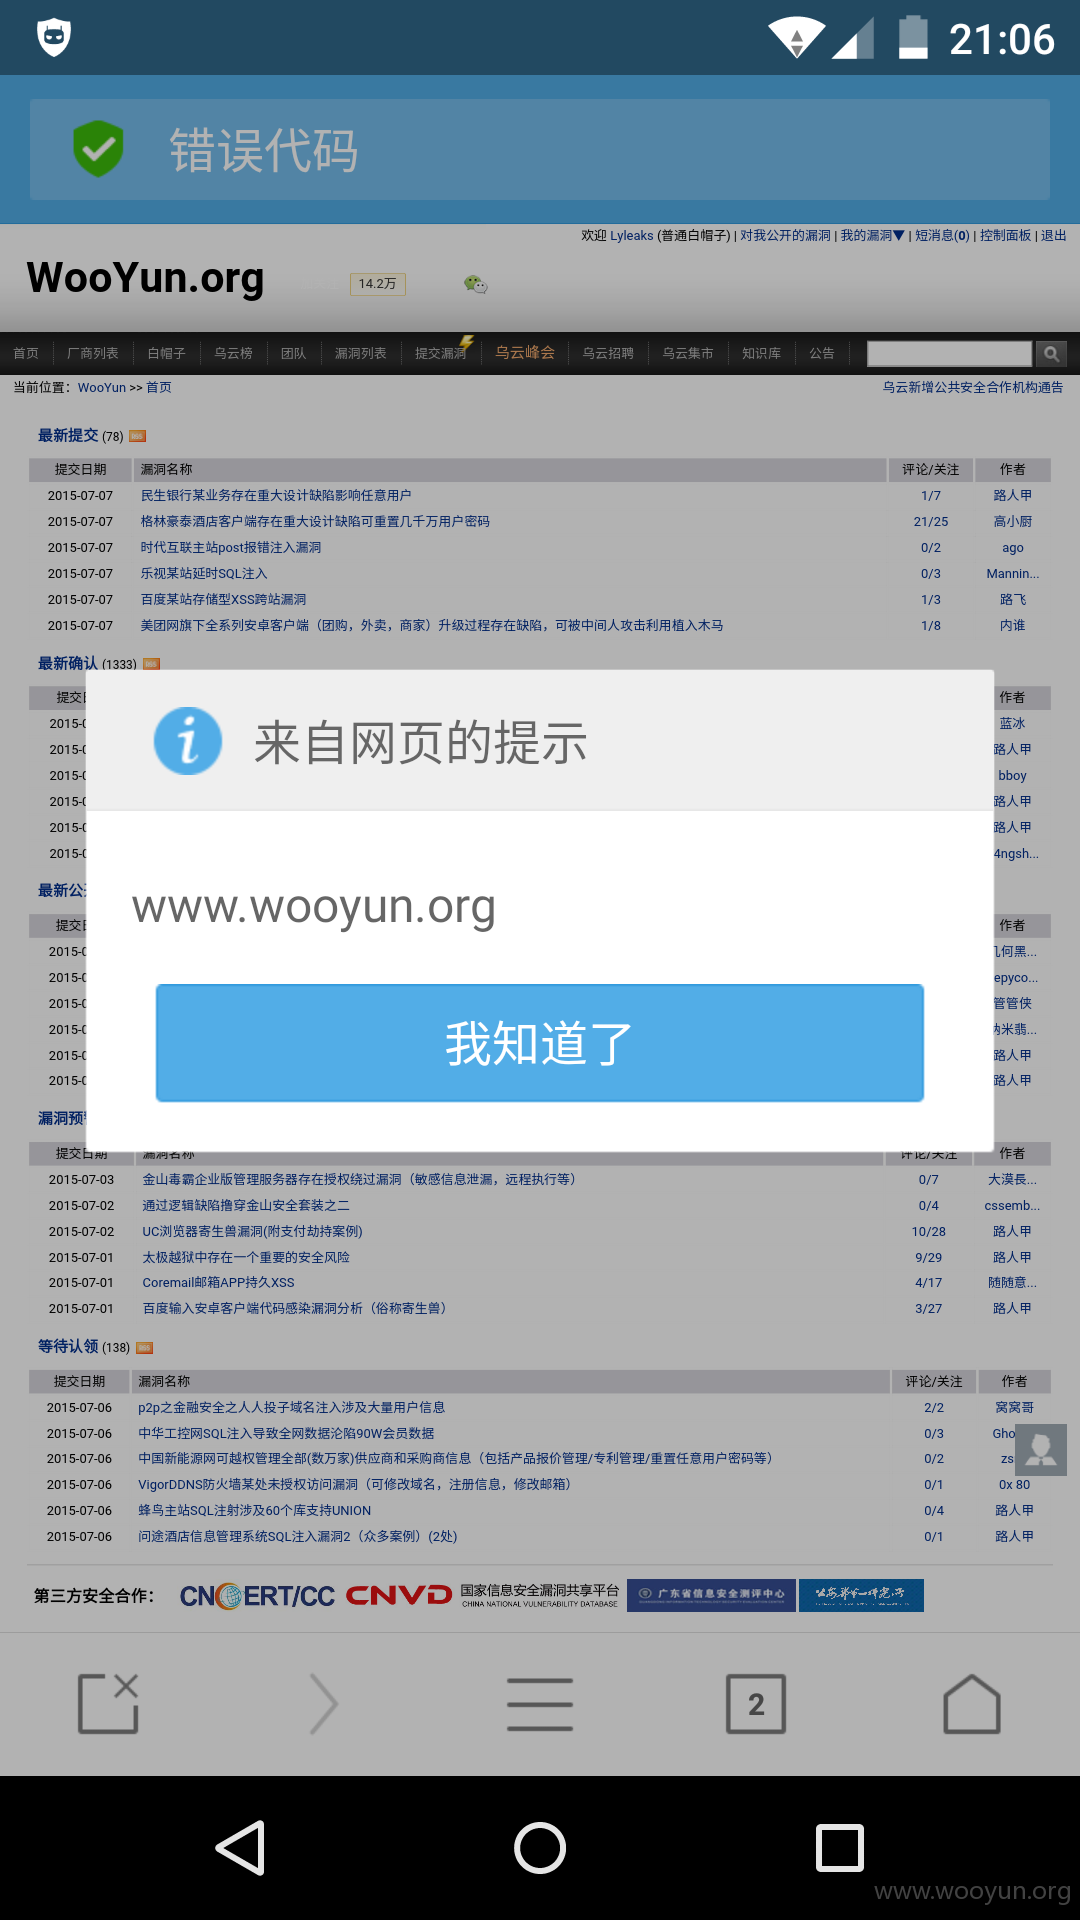 21:06
错误代码
欢迎 Lyleaks (普通白帽子) | 对我公开的漏洞 | 我的漏洞▼ | 短消息(0) | 控制面板 | 退出
WooYun.org 14.2万
首页 厂商列表 白帽子 乌云榜 团队 漏洞列表 提交漏洞 乌云峰会 乌云招聘 乌云集市 知识库 公告
当前位置：WooYun >> 首页 乌云新增公共安全合作机构通告
最新提交 (78)
提交日期 漏洞名称 评论/关注 作者
2015-07-07 民生银行某业务存在重大设计缺陷影响任意用户 1/7 路人甲
2015-07-07 格林豪泰酒店客户端存在重大设计缺陷可重置几千万用户密码 21/25 高小厨
2015-07-07 时代互联主站post报错注入漏洞 0/2 ago
2015-07-07 乐视某站延时SQL注入 0/3 Mannin...
2015-07-07 百度某站存储型XSS跨站漏洞 1/3 路飞
2015-07-07 美团网旗下全系列安卓客户端（团购，外卖，商家）升级过程存在缺陷，可被中间人攻击利用植入木马 1/8 内谁
最新确认 (1333)
提交日 作者
2015-0 蓝冰
2015-0 路人甲
2015-0 bboy
2015-0 路人甲
2015-0 路人甲
2015-0 4ngsh...
最新公开
提交日 作者
2015-0 几何黑...
2015-0 epyco...
2015-0 管管侠
2015-0 纳米翡...
2015-0 路人甲
2015-0 路人甲
来自网页的提示
www.wooyun.org
我知道了
漏洞预警
提交日期 漏洞名称 评论/关注 作者
2015-07-03 金山毒霸企业版管理服务器存在授权绕过漏洞（敏感信息泄漏，远程执行等） 0/7 大漠長...
2015-07-02 通过逻辑缺陷撸穿金山安全套装之二 0/4 cssemb...
2015-07-02 UC浏览器寄生兽漏洞(附支付劫持案例) 10/28 路人甲
2015-07-01 太极越狱中存在一个重要的安全风险 9/29 路人甲
2015-07-01 Coremail邮箱APP持久XSS 4/17 随随意...
2015-07-01 百度输入安卓客户端代码感染漏洞分析（俗称寄生兽） 3/27 路人甲
等待认领 (138)
提交日期 漏洞名称 评论/关注 作者
2015-07-06 p2p之金融安全之人人投子域名注入涉及大量用户信息 2/2 窝窝哥
2015-07-06 中华工控网SQL注入导致全网数据沦陷90W会员数据 0/3 Gho
2015-07-06 中国新能源网可越权管理全部(数万家)供应商和采购商信息（包括产品报价管理/专利管理/重置任意用户密码等） 0/2 zs
2015-07-06 VigorDDNS防火墙某处未授权访问漏洞（可修改域名，注册信息，修改邮箱） 0/1 0x 80
2015-07-06 蜂鸟主站SQL注射涉及60个库支持UNION 0/4 路人甲
2015-07-06 问途酒店信息管理系统SQL注入漏洞2（众多案例）(2处) 0/1 路人甲
第三方安全合作： CNCERT/CC CNVD 国家信息安全漏洞共享平台 广东省信息安全测评中心
CHINA NATIONAL VULNERABILITY DATABASE
2
www.wooyun.org